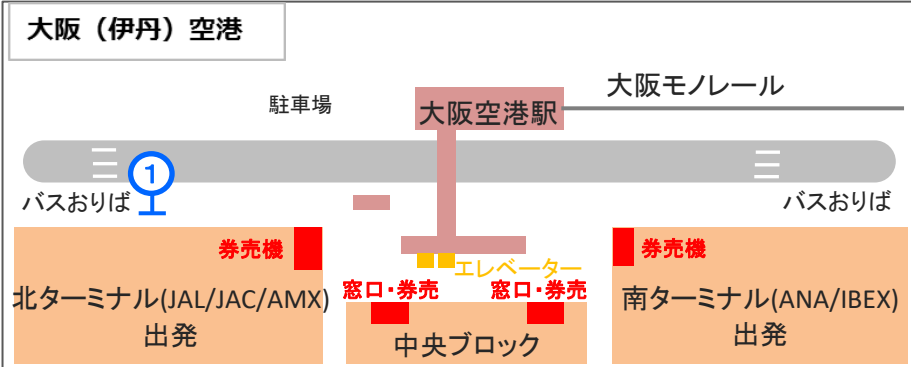 大阪（伊丹）空港
大阪モノレール
駐車場
大阪空港駅
1
バスおりば
バスおりば
券売機
券売機
エレベーター
窓口・券売
窓口・券売
北ターミナル(JAL/JAC/AMX)
出発
中央ブロック
南ターミナル(ANA/IBEX)
出発